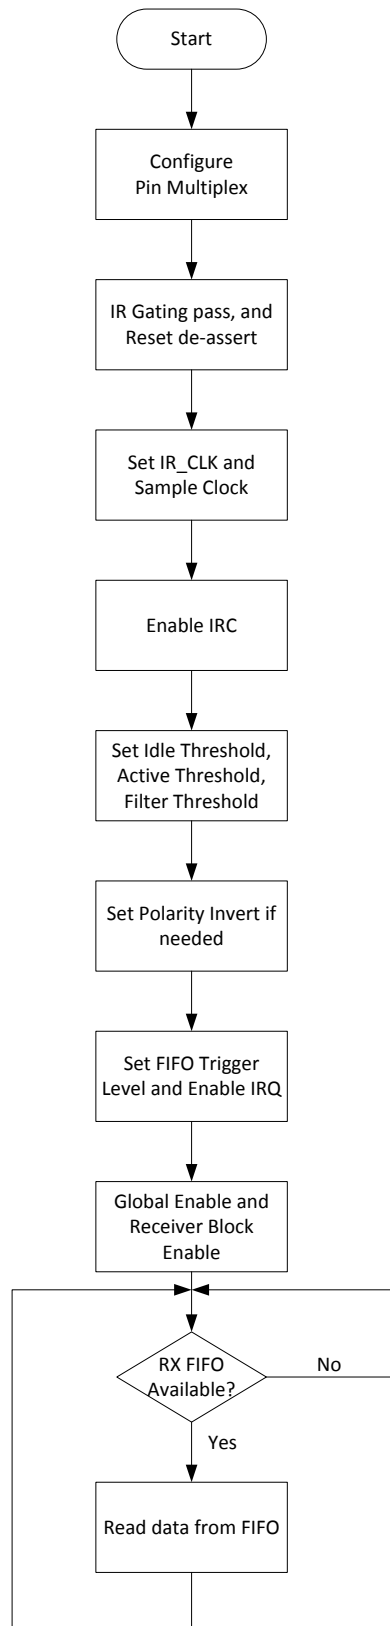 Start
Configure
Pin Multiplex
IR Gating pass, and
Reset de-assert
Set IR_CLK and
Sample Clock
Enable IRC
Set Idle Threshold,
Active Threshold,
Filter Threshold
Set Polarity Invert if
needed
Set FIFO Trigger
Level and Enable IRQ
Global Enable and
Receiver Block
Enable
RX FIFO
Available?
No
Yes
Read data from FIFO